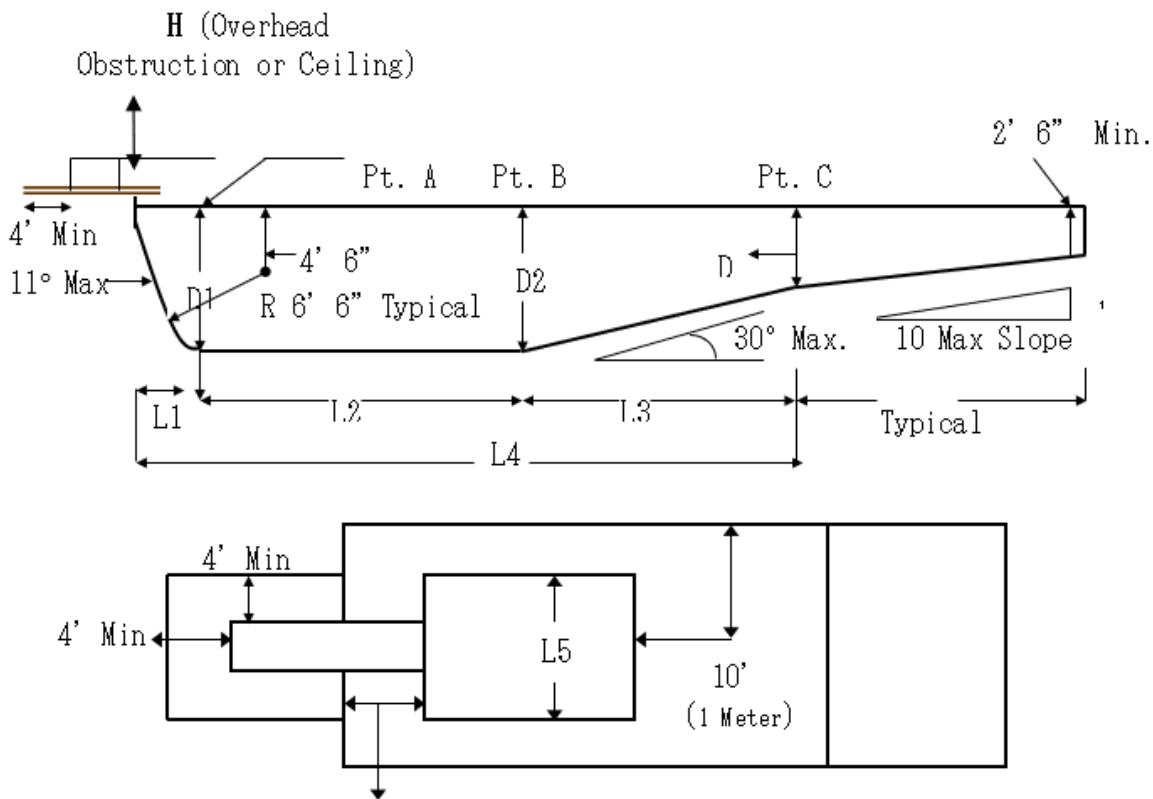 H (Overhead
Obstruction or Ceiling)
2' 6” Min.
Pt. A
Pt. B
Pt. C
4' Min
11° Max
D1
4' 6”
R 6' 6” Typical
D2
D
30° Max.
10 Max Slope
L1
L2
L3
Typical
L4
4' Min
4' Min
L5
10'
(1 Meter)